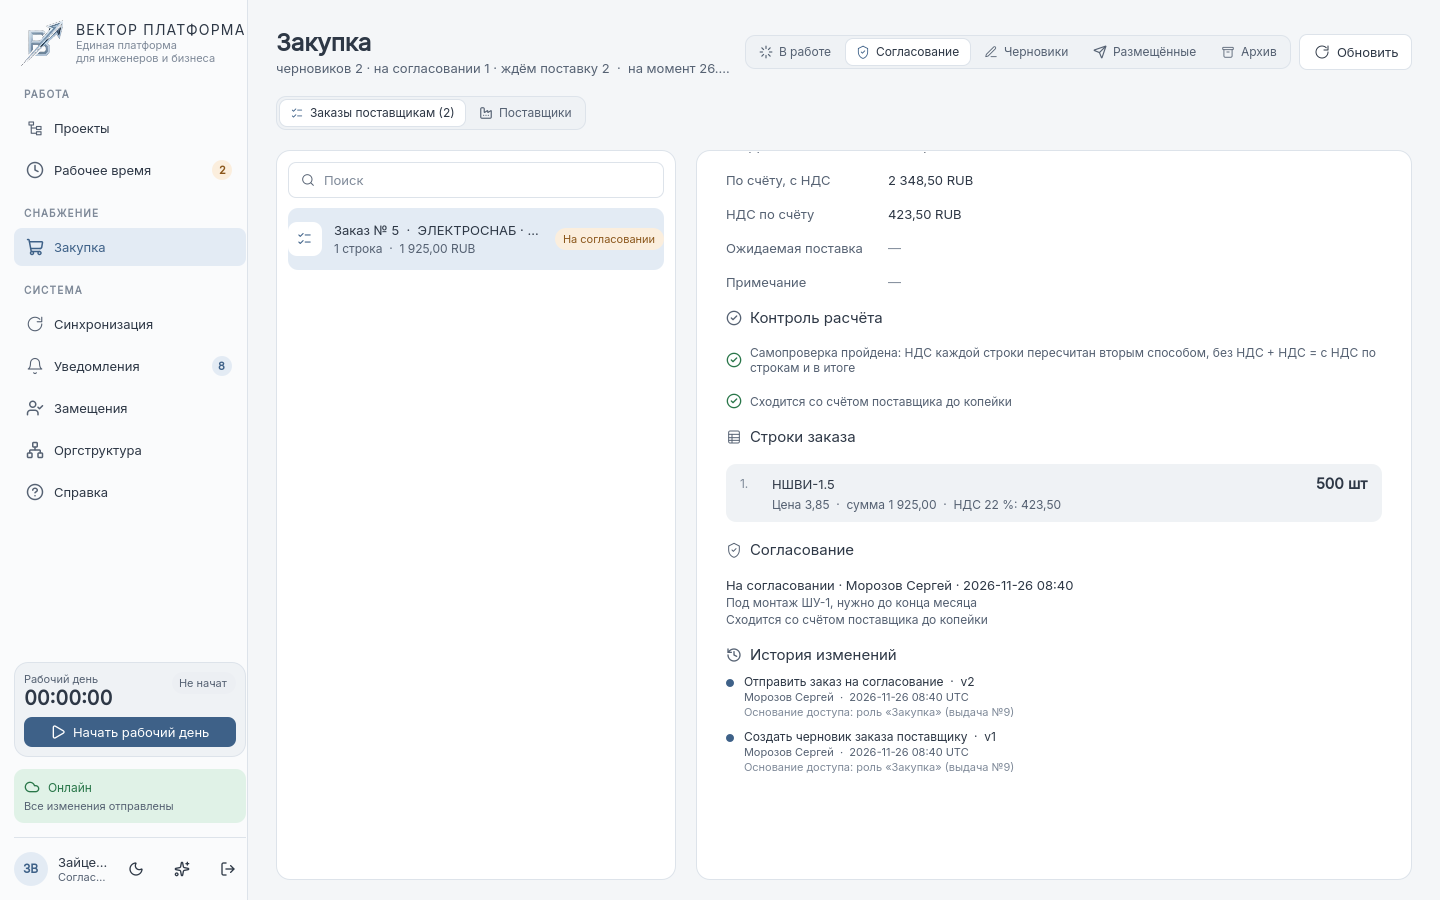 ВЕКТОР ПЛАТФОРМА
Единая платформа
для инженеров и бизнеса
РАБОТА
Проекты
Рабочее время 2
СНАБЖЕНИЕ
Закупка
СИСТЕМА
Синхронизация
Уведомления 8
Замещения
Оргструктура
Справка
Рабочий день
Не начат
00:00:00
Начать рабочий день
Онлайн
Все изменения отправлены
ЗВ
Зайце...
Соглас...
Закупка
черновиков 2 · на согласовании 1 · ждём поставку 2 · на момент 26....
В работе
Согласование
Черновики
Размещённые
Архив
Обновить
Заказы поставщикам (2)
Поставщики
Поиск
Заказ № 5 · ЭЛЕКТРОСНАБ · ...
1 строка · 1 925,00 RUB
На согласовании
По счёту, с НДС 2 348,50 RUB
НДС по счёту 423,50 RUB
Ожидаемая поставка —
Примечание —
Контроль расчёта
Самопроверка пройдена: НДС каждой строки пересчитан вторым способом, без НДС + НДС = с НДС по
строкам и в итоге
Сходится со счётом поставщика до копейки
Строки заказа
1. НШВИ-1.5 500 шт
Цена 3,85 · сумма 1 925,00 · НДС 22 %: 423,50
Согласование
На согласовании · Морозов Сергей · 2026-11-26 08:40
Под монтаж ШУ-1, нужно до конца месяца
Сходится со счётом поставщика до копейки
История изменений
Отправить заказ на согласование · v2
Морозов Сергей · 2026-11-26 08:40 UTC
Основание доступа: роль «Закупка» (выдача №9)
Создать черновик заказа поставщику · v1
Морозов Сергей · 2026-11-26 08:40 UTC
Основание доступа: роль «Закупка» (выдача №9)